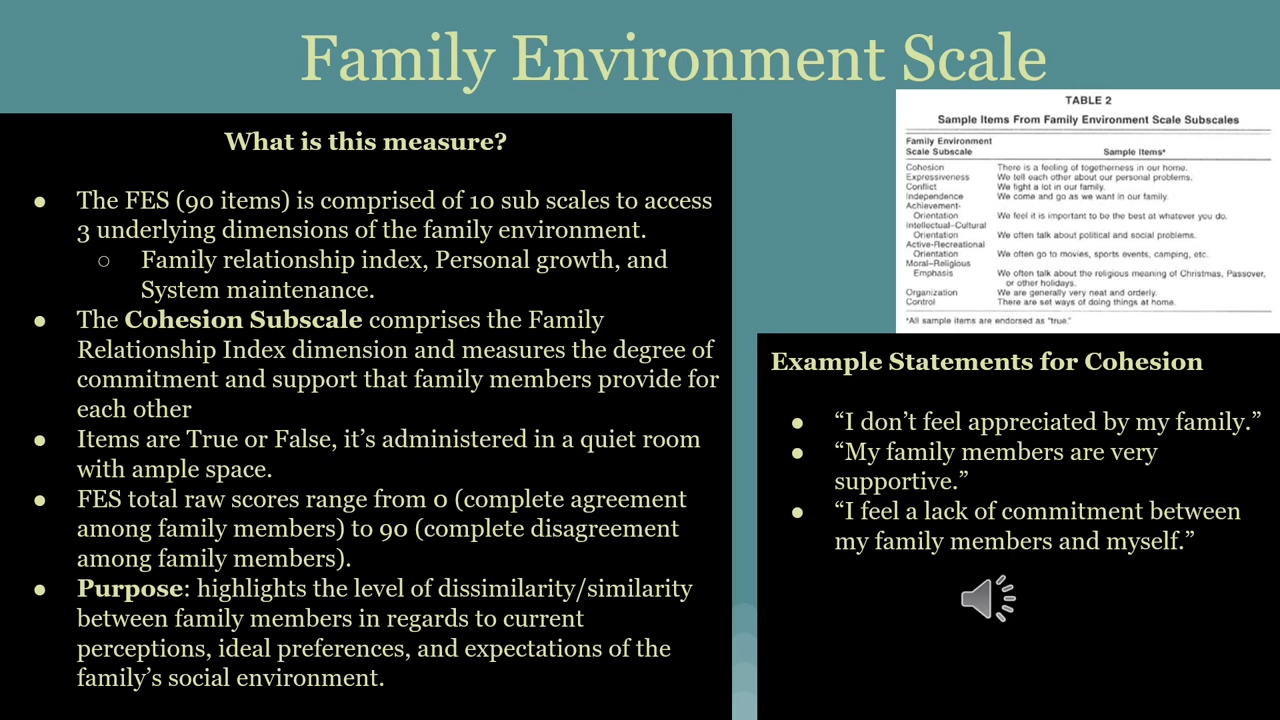 Family Environment Scale
What is this measure?
● The FES (90 items) is comprised of 10 sub scales to access
3 underlying dimensions of the family environment.
○ Family relationship index, Personal growth, and
System maintenance.
● The Cohesion Subscale comprises the Family
Relationship Index dimension and measures the degree of
commitment and support that family members provide for
each other
● Items are True or False, it’s administered in a quiet room
with ample space.
● FES total raw scores range from 0 (complete agreement
among family members) to 90 (complete disagreement
among family members).
● Purpose: highlights the level of dissimilarity/similarity
between family members in regards to current
perceptions, ideal preferences, and expectations of the
family’s social environment.
TABLE 2
Sample Items From Family Environment Scale Subscales
Family Environment
Scale Subscale Sample Items*
Cohesion There is a feeling of togetherness in our home.
Expressiveness We tell each other about our personal problems.
Conflict We fight a lot in our family.
Independence We come and go as we want in our family.
Achievement-
Orientation We feel it is important to be the best at whatever you do.
Intellectual-Cultural
Orientation We often talk about political and social problems.
Active-Recreational
Orientation We often go to movies, sports events, camping, etc.
Moral-Religious
Emphasis We often talk about the religious meaning of Christmas, Passover,
or other holidays.
Organization We are generally very neat and orderly.
Control There are set ways of doing things at home.
*All sample items are endorsed as "true."
Example Statements for Cohesion
● “I don’t feel appreciated by my family.”
● “My family members are very
supportive.”
● “I feel a lack of commitment between
my family members and myself.”